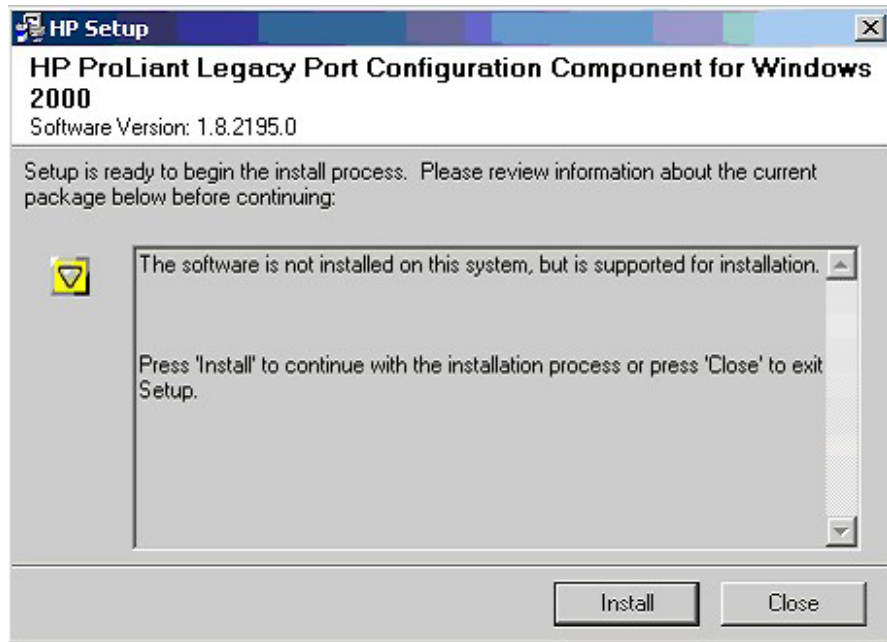 HP Setup
HP ProLiant Legacy Port Configuration Component for Windows
2000
Software Version: 1.8.2195.0
Setup is ready to begin the install process.  Please review information about the current
package below before continuing:
The software is not installed on this system, but is supported for installation.
Press 'Install' to continue with the installation process or press 'Close' to exit
Setup.
Install
Close